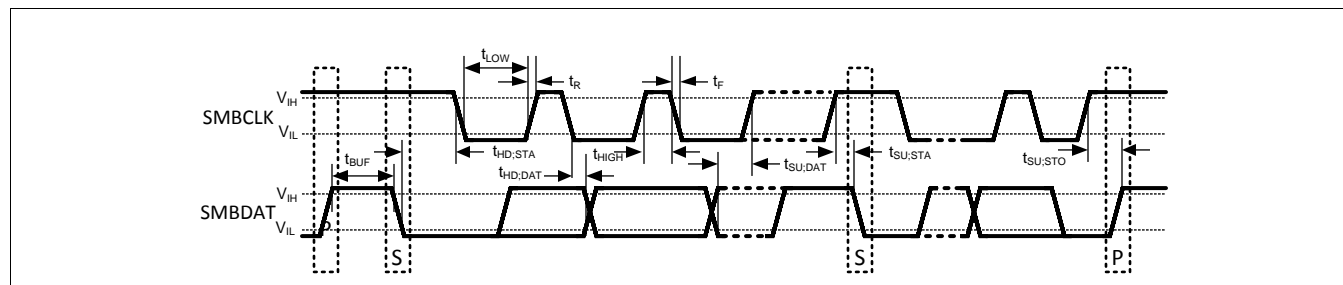 tLOW
tR
tF
VIH
SMBCLK
VIL
tBUF
tHD;STA
tHIGH
tSU;DAT
tSU;STA
tSU;STO
tHD;DAT
VIH
SMBDAT
VIL
P
S
S
P